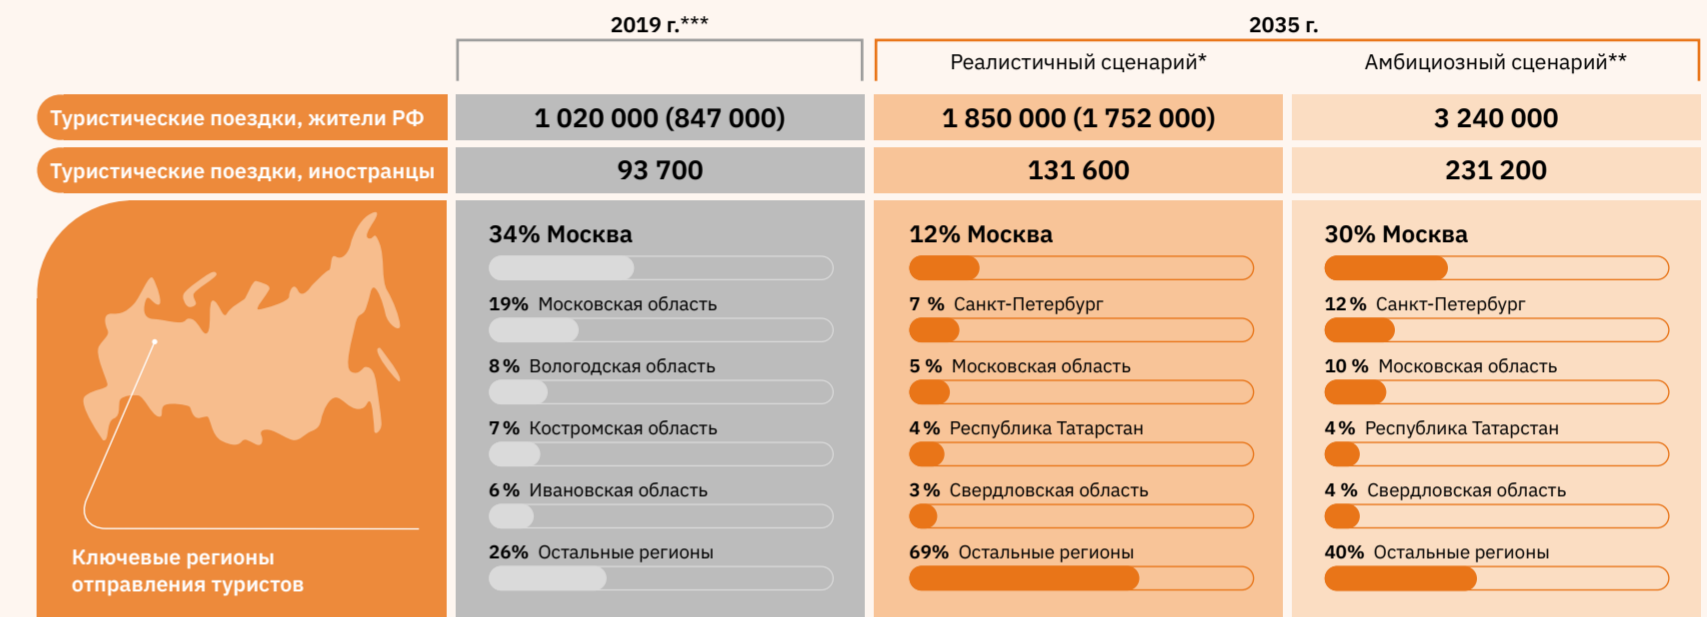 2019 г.***
2035 г.
Реалистичный сценарий*
Амбициозный сценарий**
Туристические поездки, жители РФ
1 020 000 (847 000)
1 850 000 (1 752 000)
3 240 000
Туристические поездки, иностранцы
93 700
131 600
231 200
Ключевые регионы
отправления туристов
34% Москва
19% Московская область
8% Вологодская область
7% Костромская область
6% Ивановская область
26% Остальные регионы
12% Москва
7 % Санкт-Петербург
5 % Московская область
4% Республика Татарстан
3% Свердловская область
69% Остальные регионы
30% Москва
12% Санкт-Петербург
10 % Московская область
4% Республика Татарстан
4 % Свердловская область
40% Остальные регионы